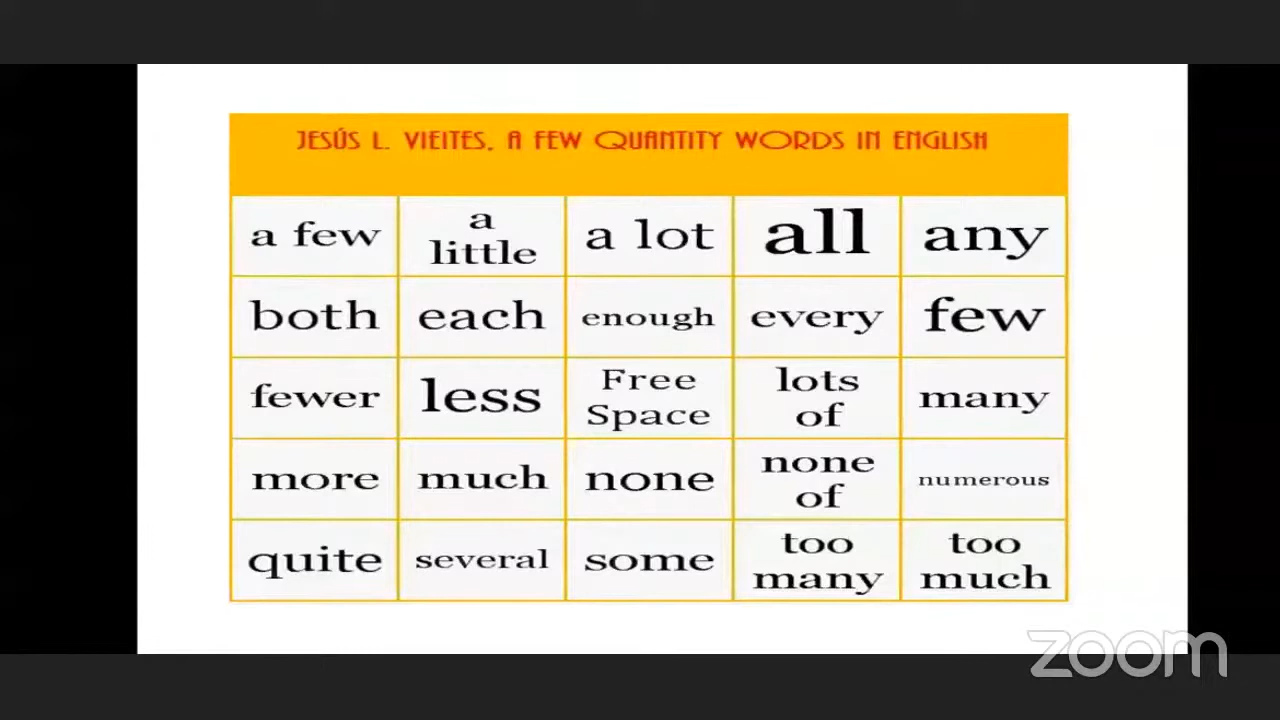 JESÚS L. VIEITES, A FEW QUANTITY WORDS IN ENGLISH
a few
a
little
a lot
all
any
both
each
enough
every
few
fewer
less
Free
Space
lots
of
many
more
much
none
none
of
numerous
quite
several
some
too
many
too
much
zoom